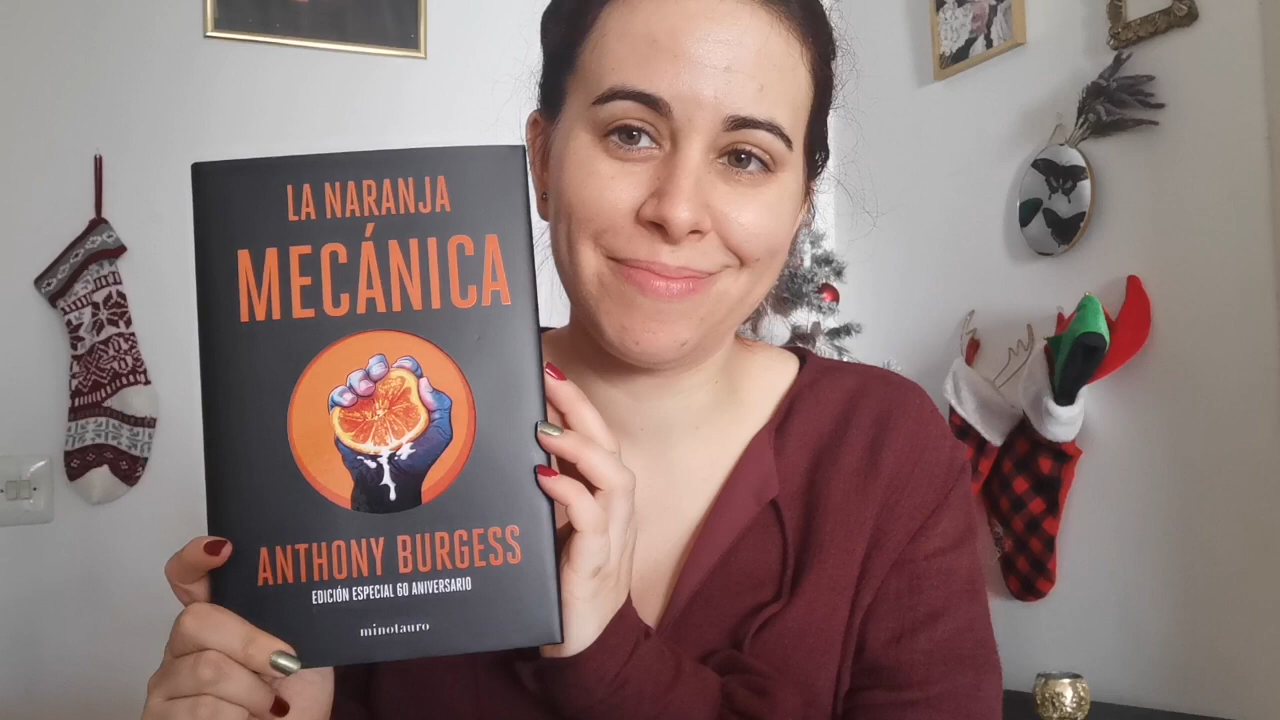 LA NARANJA
MECÁNICA
ANTHONY BURGESS
EDICIÓN ESPECIAL 60 ANIVERSARIO
minotauro